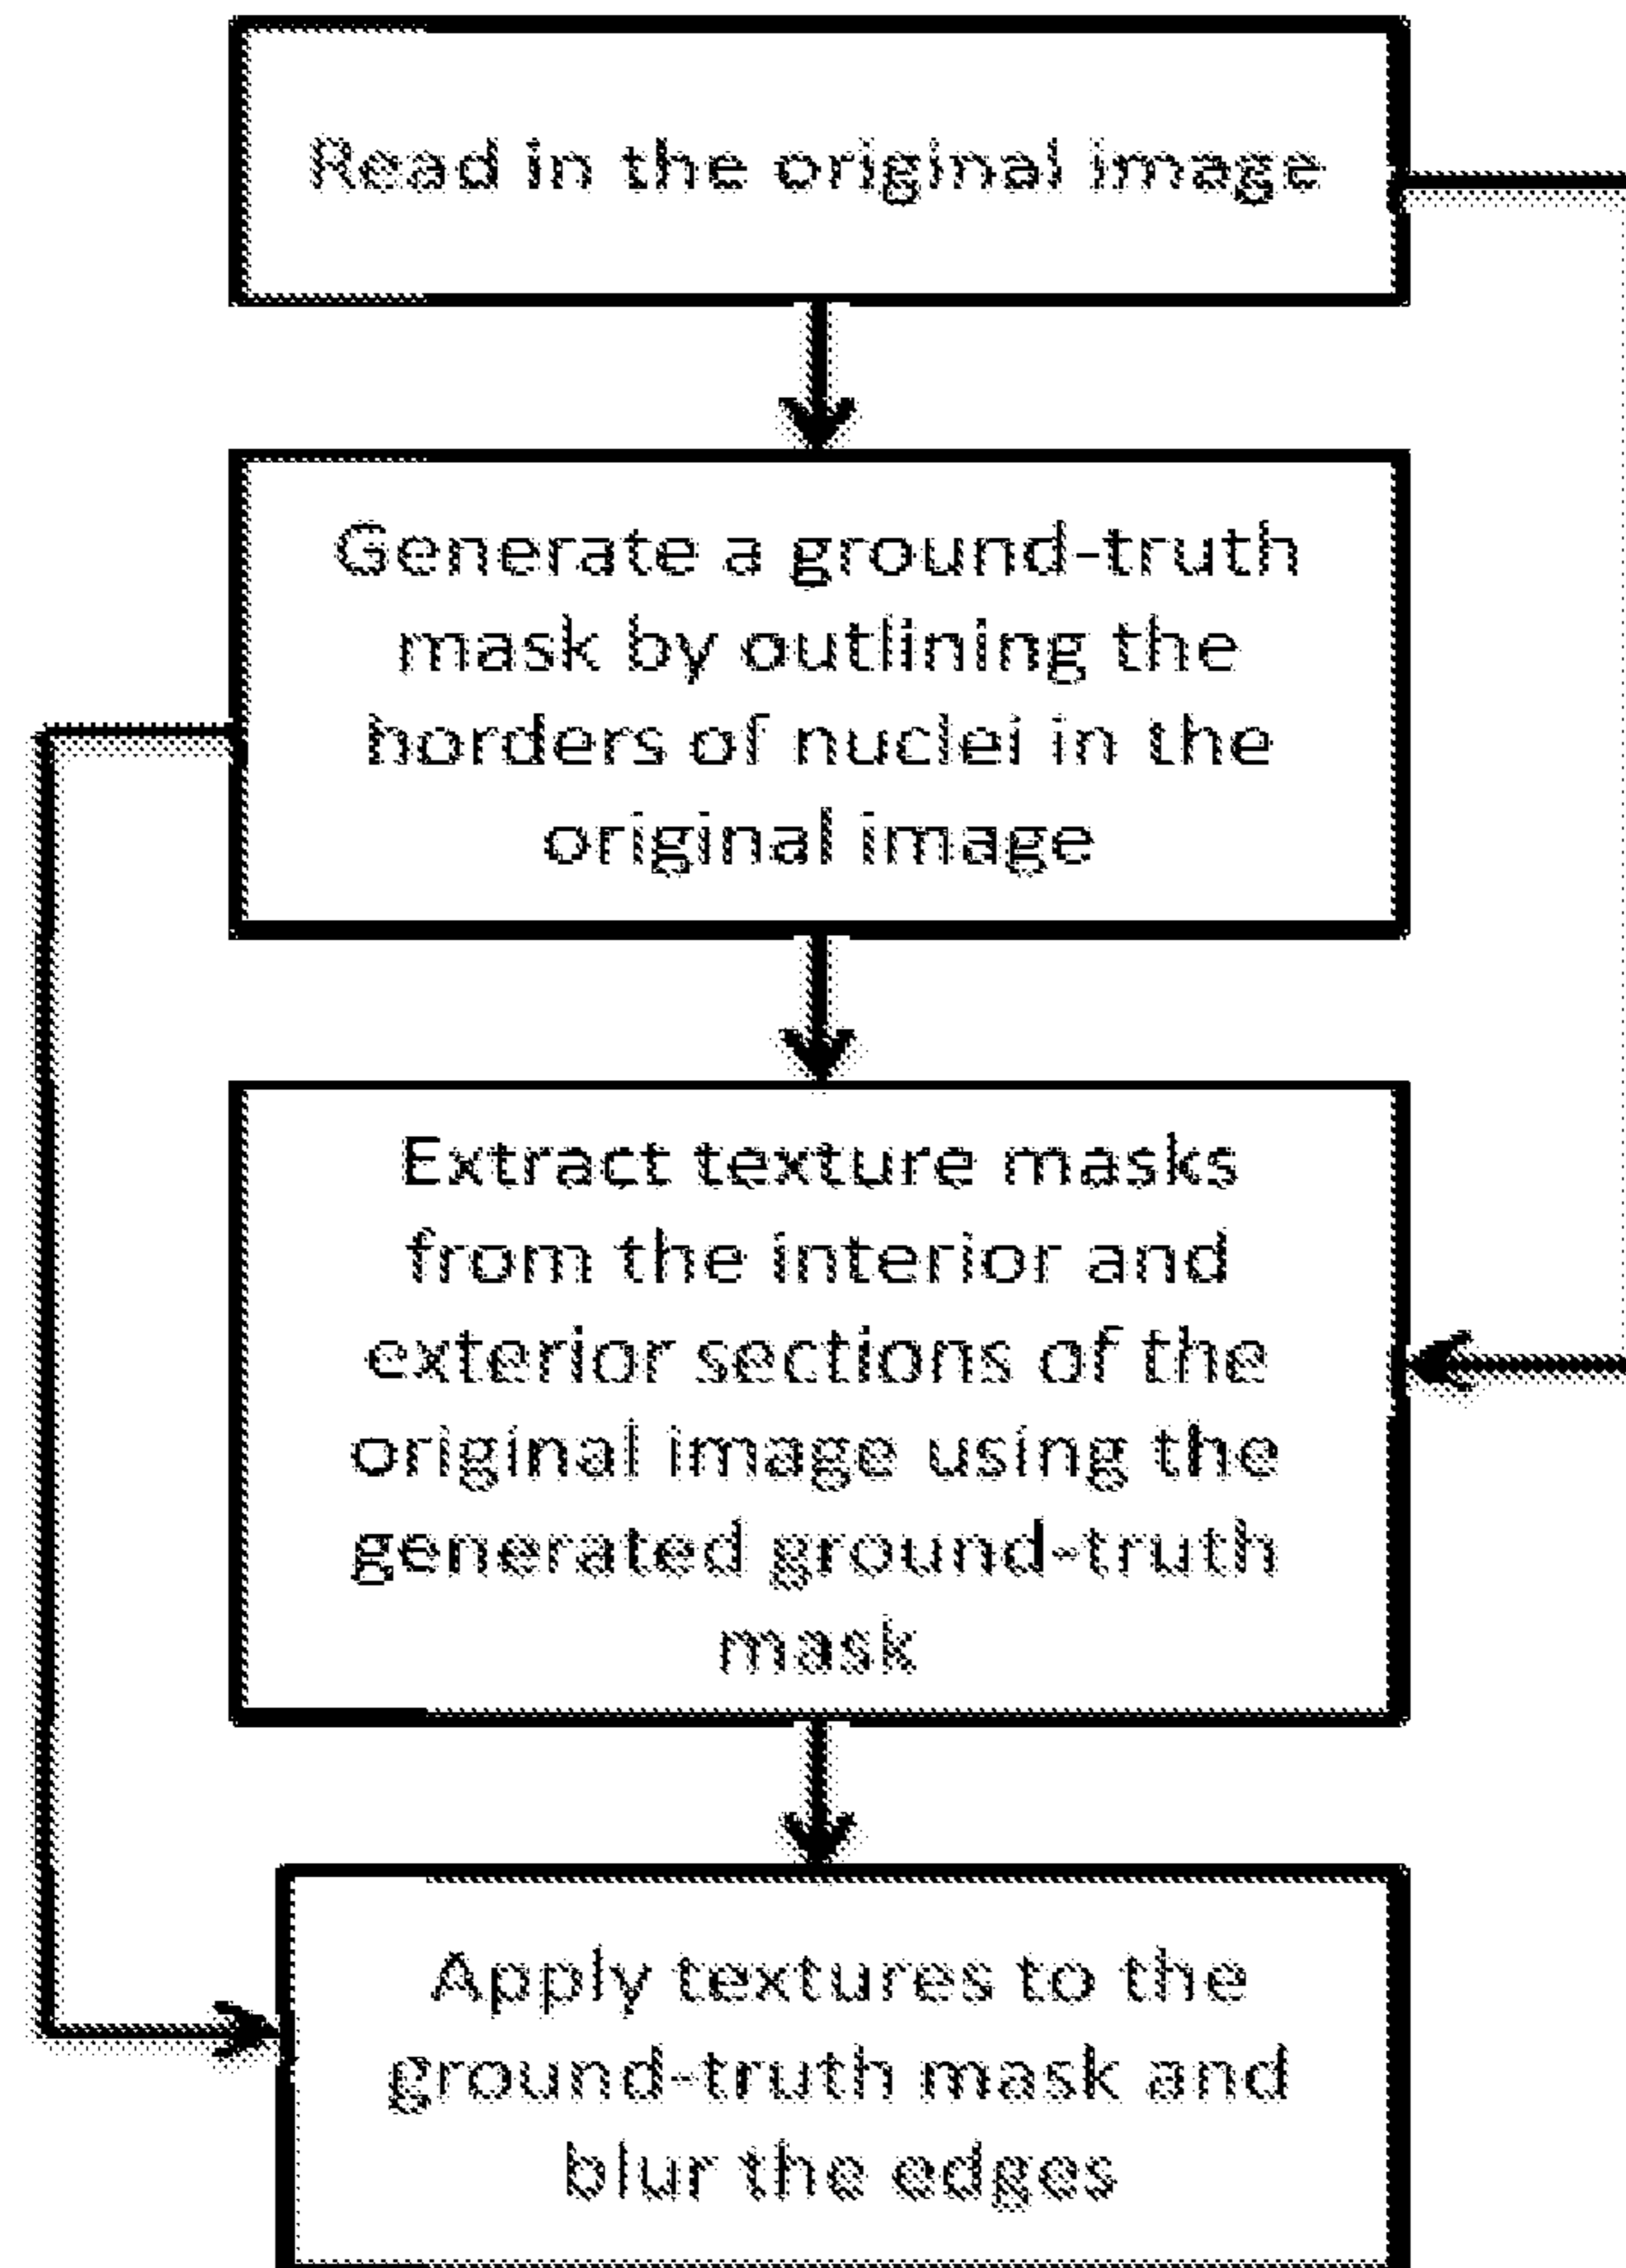 Read in the original image
Generate a ground-truth
mask by outlining the
borders of nuclei in the
original image
Extract texture masks
from the interior and
exterior sections of the
original image using the
generated ground-truth
mask
Apply textures to the
ground-truth mask and
blur the edges